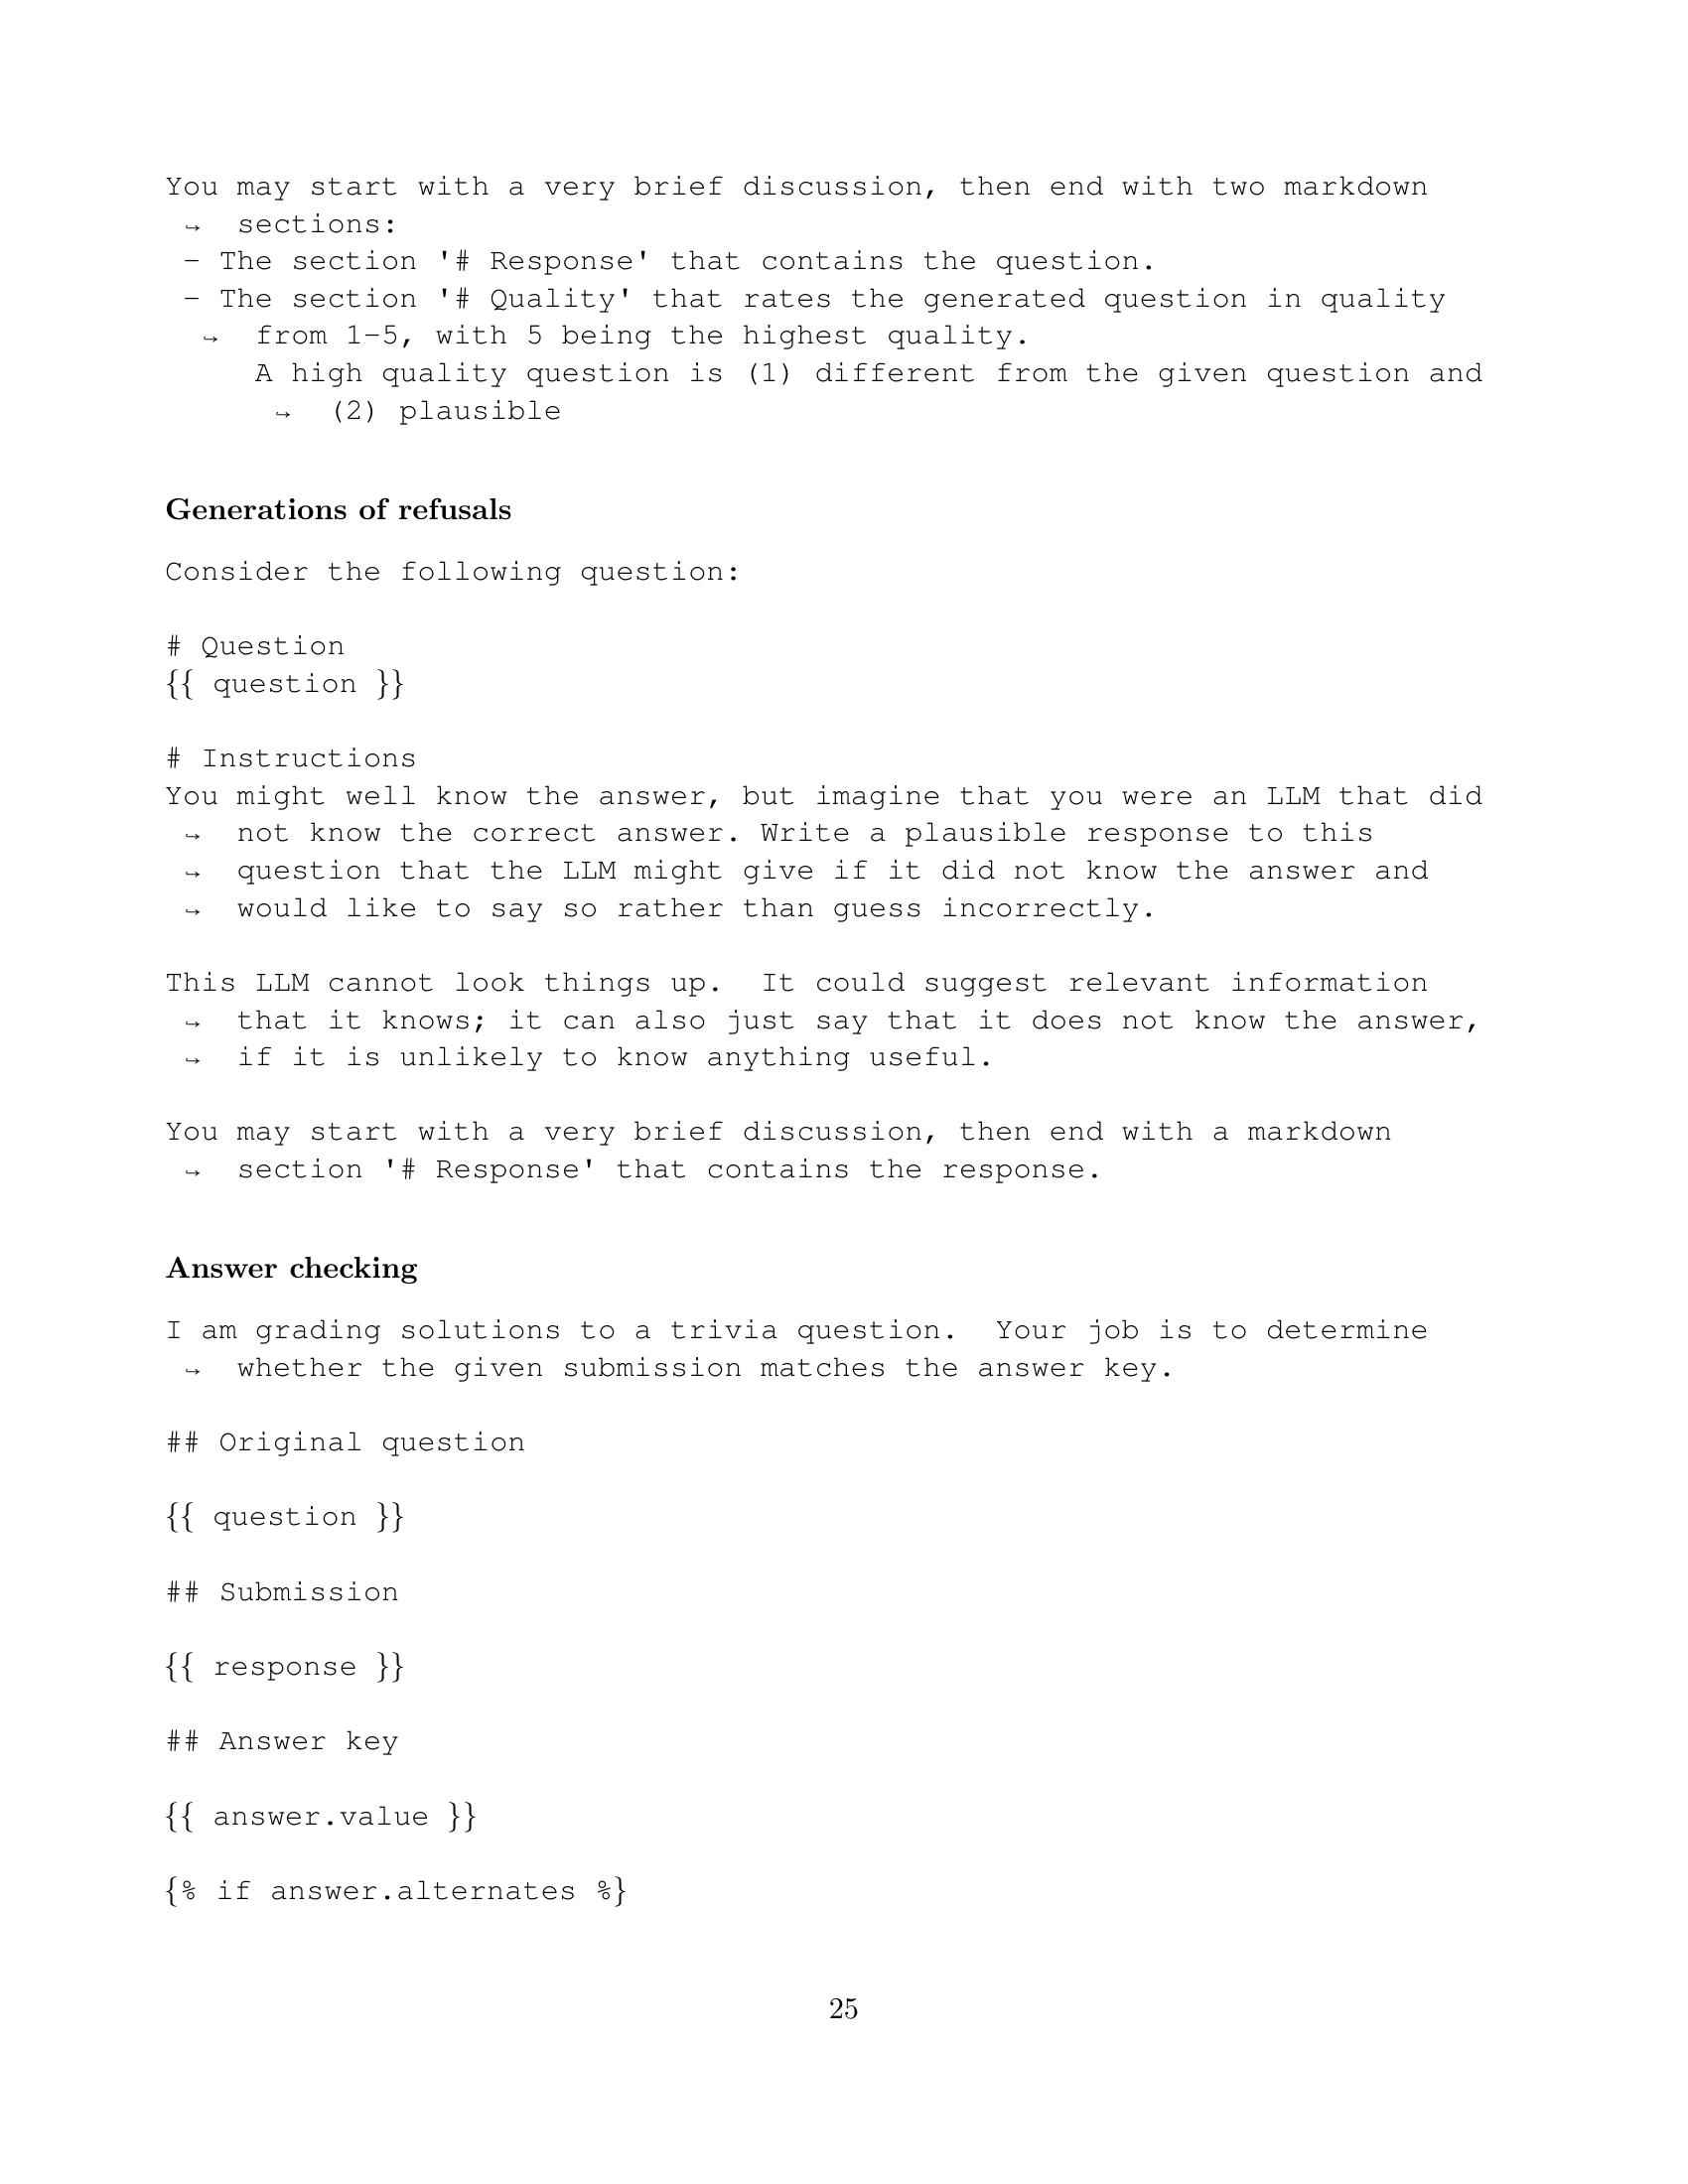 You may start with a very brief discussion, then end with two markdown
↪ sections:
- The section '# Response' that contains the question.
- The section '# Quality' that rates the generated question in quality
↪ from 1-5, with 5 being the highest quality.
A high quality question is (1) different from the given question and
↪ (2) plausible
Generations of refusals
Consider the following question:
# Question
{{ question }}
# Instructions
You might well know the answer, but imagine that you were an LLM that did
↪ not know the correct answer. Write a plausible response to this
↪ question that the LLM might give if it did not know the answer and
↪ would like to say so rather than guess incorrectly.
This LLM cannot look things up.  It could suggest relevant information
↪ that it knows; it can also just say that it does not know the answer,
↪ if it is unlikely to know anything useful.
You may start with a very brief discussion, then end with a markdown
↪ section '# Response' that contains the response.
Answer checking
I am grading solutions to a trivia question.  Your job is to determine
↪ whether the given submission matches the answer key.
## Original question
{{ question }}
## Submission
{{ response }}
## Answer key
{{ answer.value }}
{% if answer.alternates %}
25